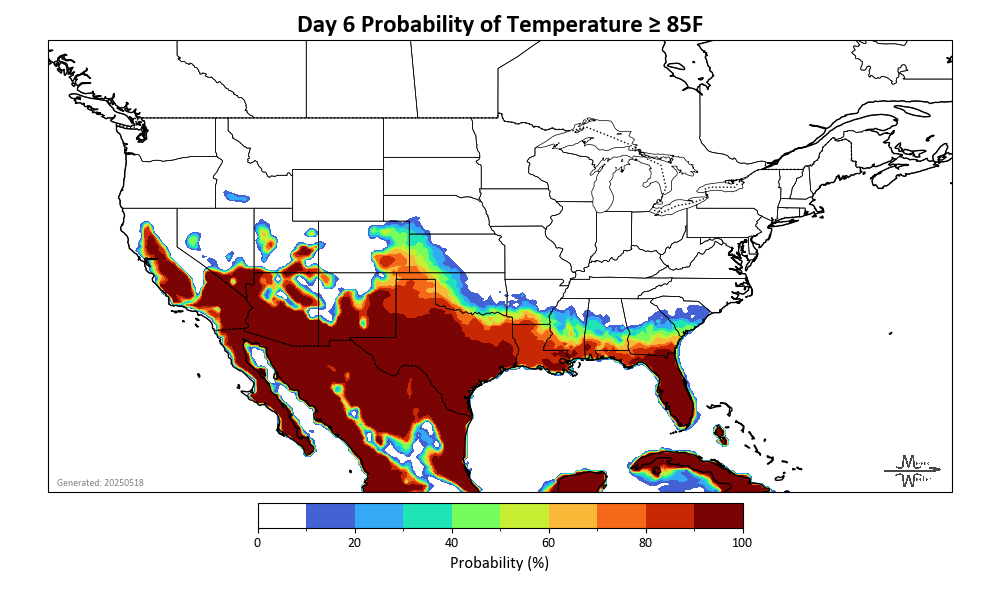 Day 6 Probability of Temperature ≥ 85F
Generated: 20250518
0 20 40 60 80 100
Probability (%)